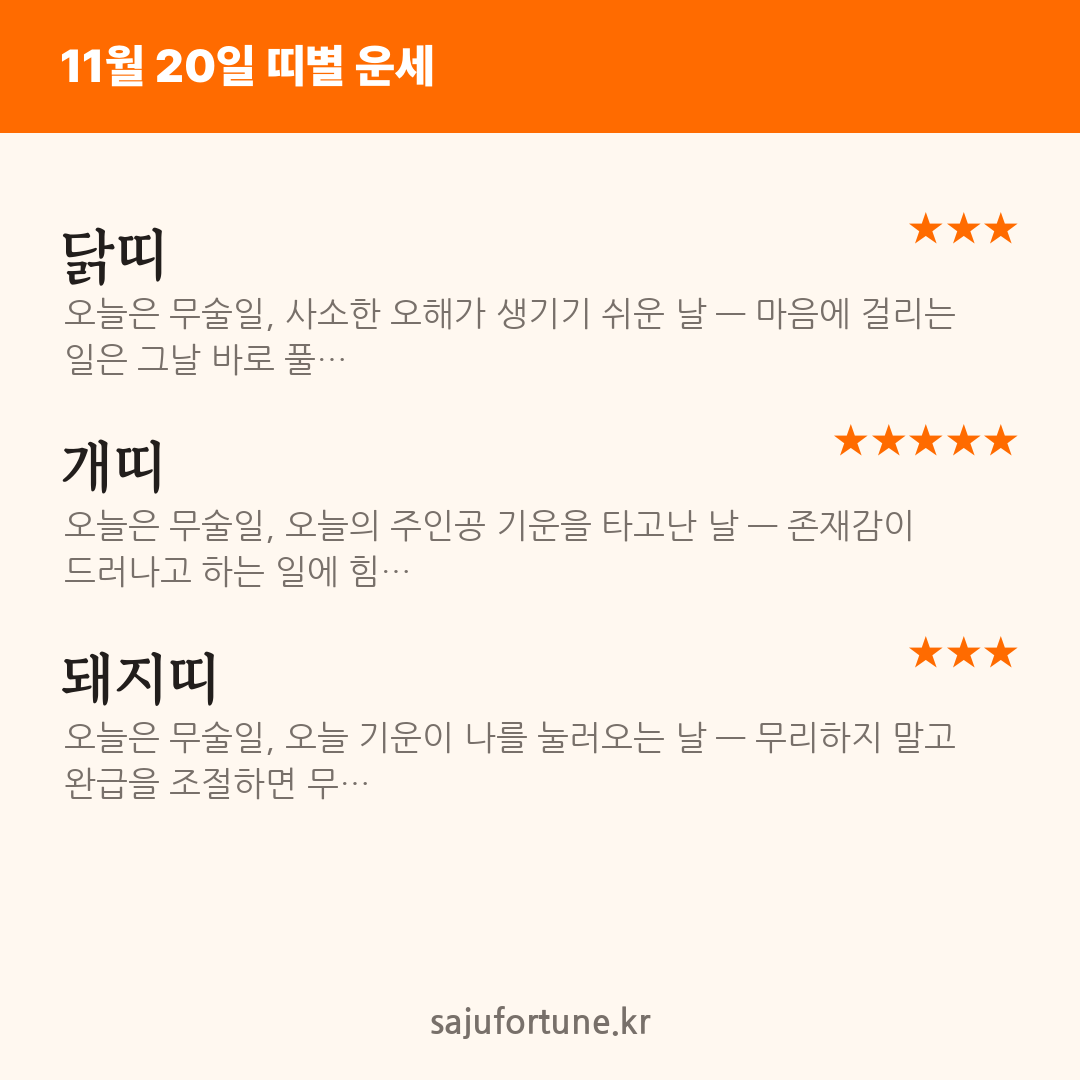 11월 20일 띠별 운세
닭띠 ★★★
오늘은 무술일, 사소한 오해가 생기기 쉬운 날 — 마음에 걸리는
일은 그날 바로 풀…
개띠 ★★★★★
오늘은 무술일, 오늘의 주인공 기운을 타고난 날 — 존재감이
드러나고 하는 일에 힘…
돼지띠 ★★★
오늘은 무술일, 오늘 기운이 나를 눌러오는 날 — 무리하지 말고
완급을 조절하면 무…
sajufortune.kr